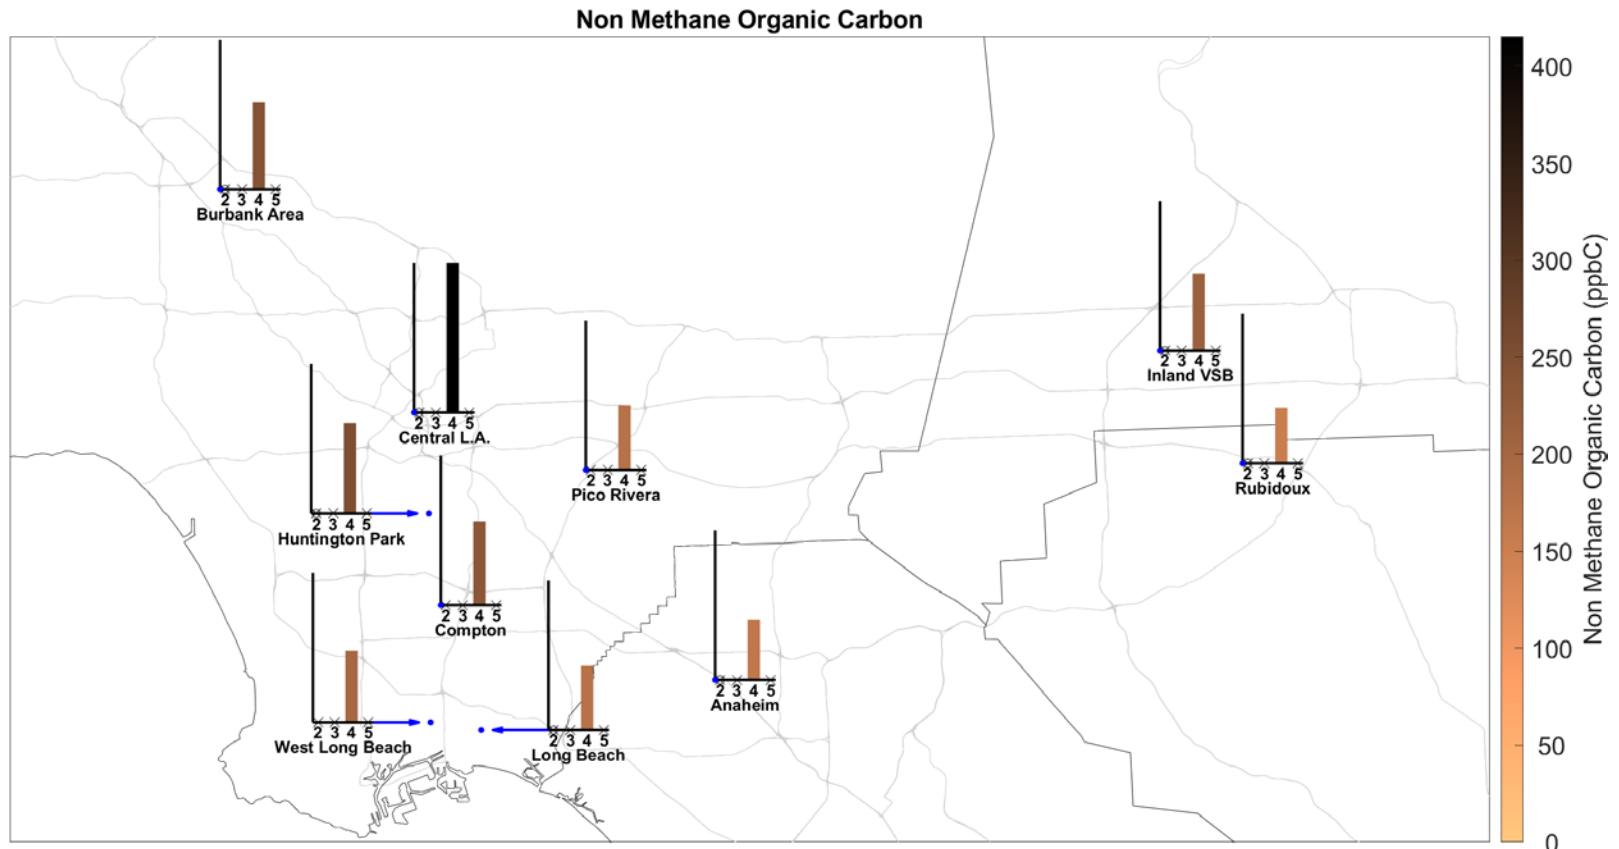 Non Methane Organic Carbon
2 3 4 5
Burbank Area
2 3 4 5
Central L.A.
2 3 4 5
Huntington Park
2 3 4 5
Pico Rivera
2 3 4 5
Inland VSB
2 3 4 5
Rubidoux
2 3 4 5
Compton
2 3 4 5
West Long Beach
2 3 4 5
Long Beach
2 3 4 5
Anaheim
400
350
300
250
200
150
100
50
0
Non Methane Organic Carbon (ppbC)